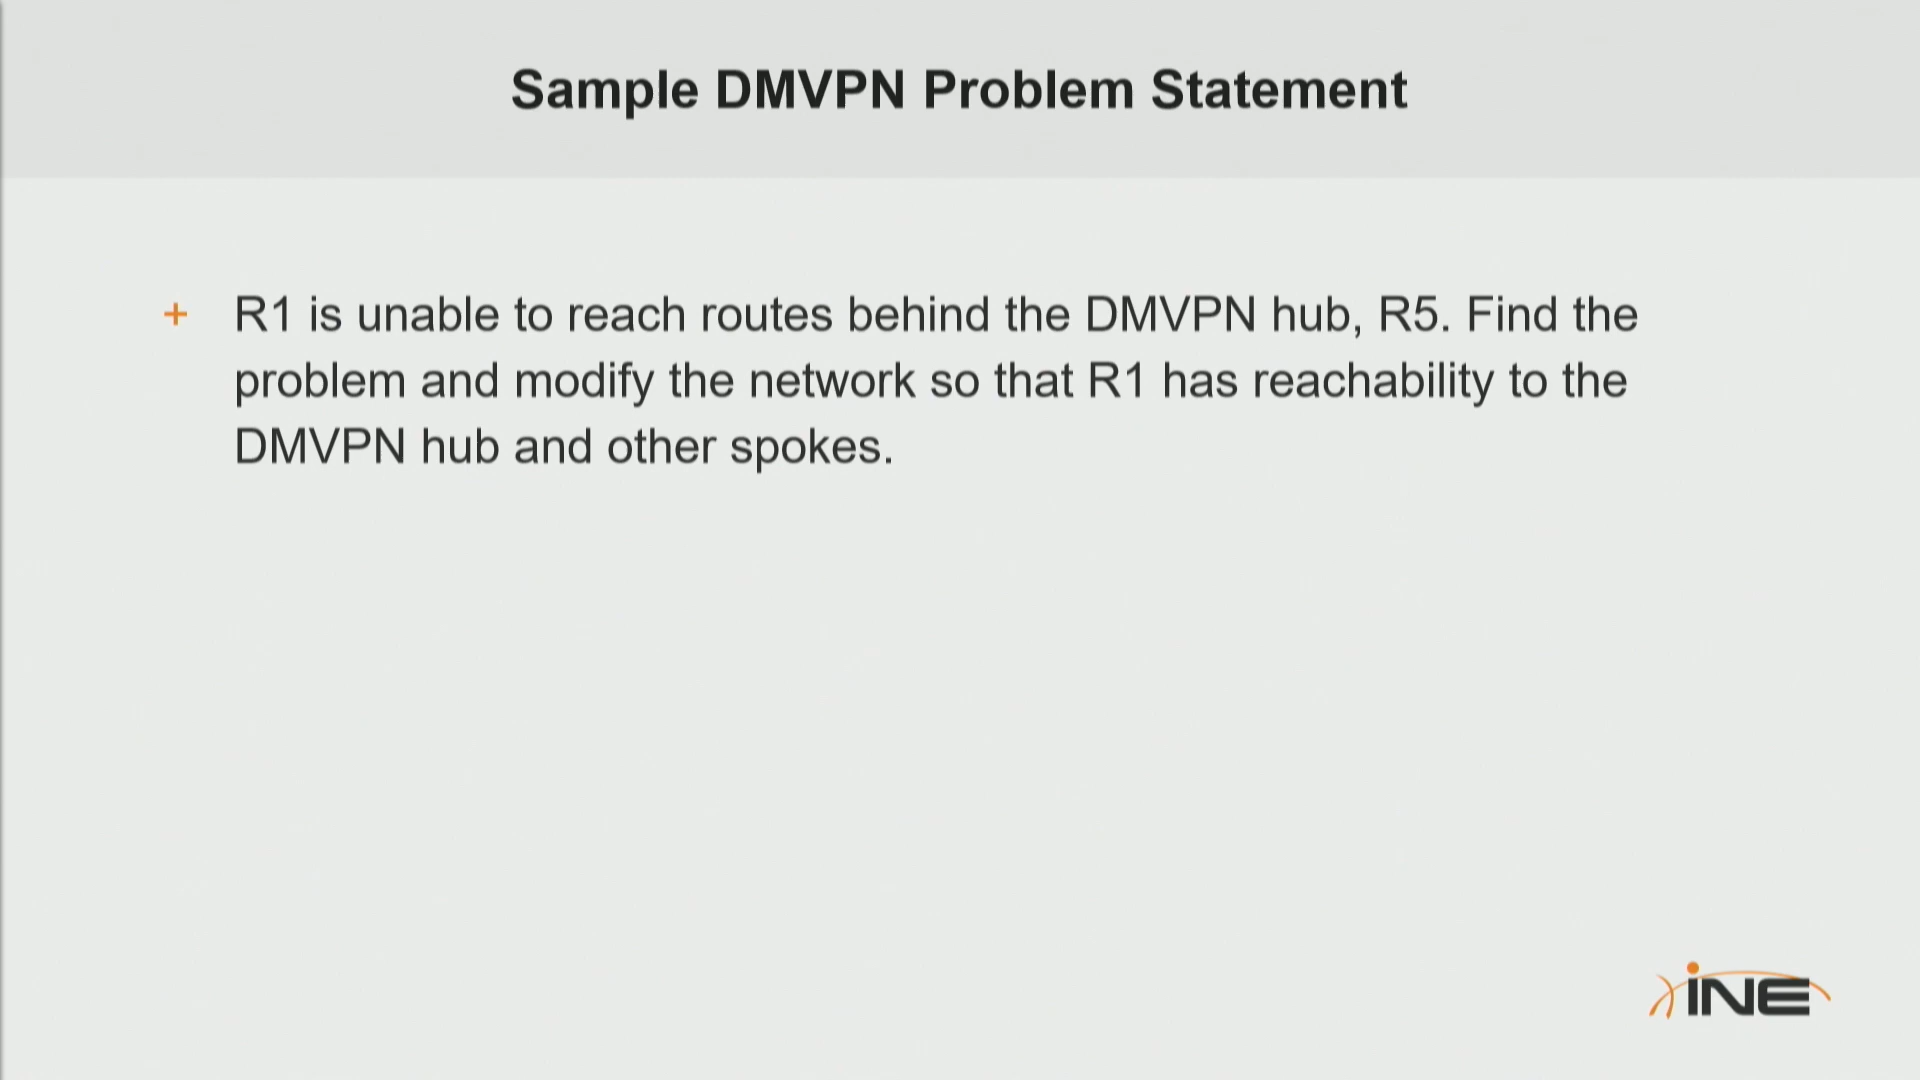 Sample DMVPN Problem Statement
+ R1 is unable to reach routes behind the DMVPN hub, R5. Find the
problem and modify the network so that R1 has reachability to the
DMVPN hub and other spokes.
iNE